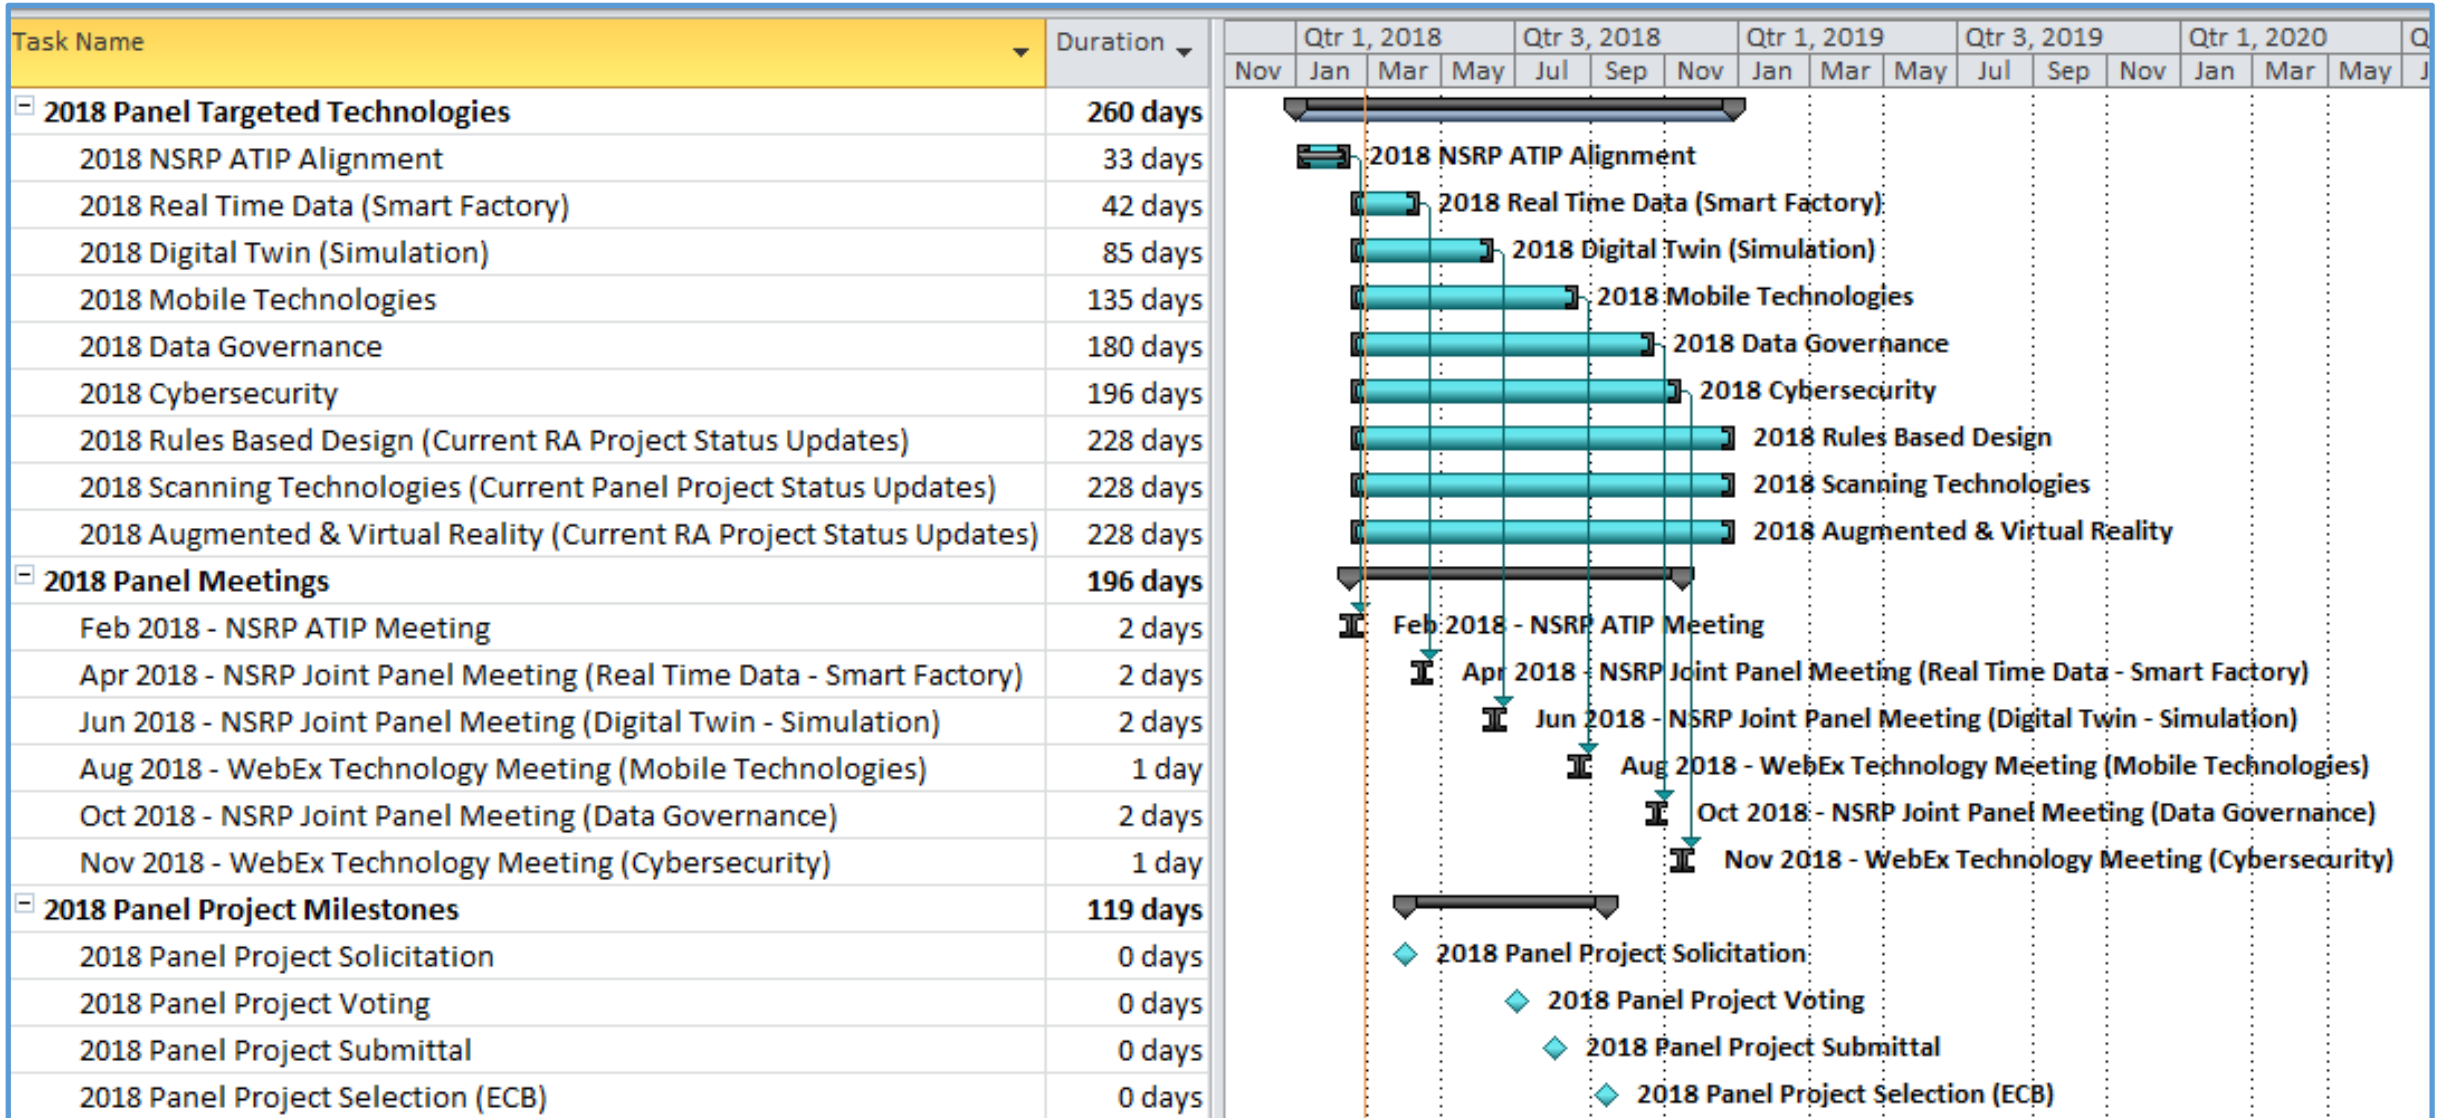 Task Name Duration Qtr 1, 2018 Qtr 3, 2018 Qtr 1, 2019 Qtr 3, 2019 Qtr 1, 2020 Q
Nov Jan Mar May Jul Sep Nov Jan Mar May Jul Sep Nov Jan Mar May J
2018 Panel Targeted Technologies 260 days
2018 NSRP ATIP Alignment 33 days 2018 NSRP ATIP Alignment
2018 Real Time Data (Smart Factory) 42 days 2018 Real Time Data (Smart Factory)
2018 Digital Twin (Simulation) 85 days 2018 Digital Twin (Simulation)
2018 Mobile Technologies 135 days 2018 Mobile Technologies
2018 Data Governance 180 days 2018 Data Governance
2018 Cybersecurity 196 days 2018 Cybersecurity
2018 Rules Based Design (Current RA Project Status Updates) 228 days 2018 Rules Based Design
2018 Scanning Technologies (Current Panel Project Status Updates) 228 days 2018 Scanning Technologies
2018 Augmented & Virtual Reality (Current RA Project Status Updates) 228 days 2018 Augmented & Virtual Reality
2018 Panel Meetings 196 days
Feb 2018 - NSRP ATIP Meeting 2 days Feb 2018 - NSRP ATIP Meeting
Apr 2018 - NSRP Joint Panel Meeting (Real Time Data - Smart Factory) 2 days Apr 2018 - NSRP Joint Panel Meeting (Real Time Data - Smart Factory)
Jun 2018 - NSRP Joint Panel Meeting (Digital Twin - Simulation) 2 days Jun 2018 - NSRP Joint Panel Meeting (Digital Twin - Simulation)
Aug 2018 - WebEx Technology Meeting (Mobile Technologies) 1 day Aug 2018 - WebEx Technology Meeting (Mobile Technologies)
Oct 2018 - NSRP Joint Panel Meeting (Data Governance) 2 days Oct 2018 - NSRP Joint Panel Meeting (Data Governance)
Nov 2018 - WebEx Technology Meeting (Cybersecurity) 1 day Nov 2018 - WebEx Technology Meeting (Cybersecurity)
2018 Panel Project Milestones 119 days
2018 Panel Project Solicitation 0 days 2018 Panel Project Solicitation
2018 Panel Project Voting 0 days 2018 Panel Project Voting
2018 Panel Project Submittal 0 days 2018 Panel Project Submittal
2018 Panel Project Selection (ECB) 0 days 2018 Panel Project Selection (ECB)